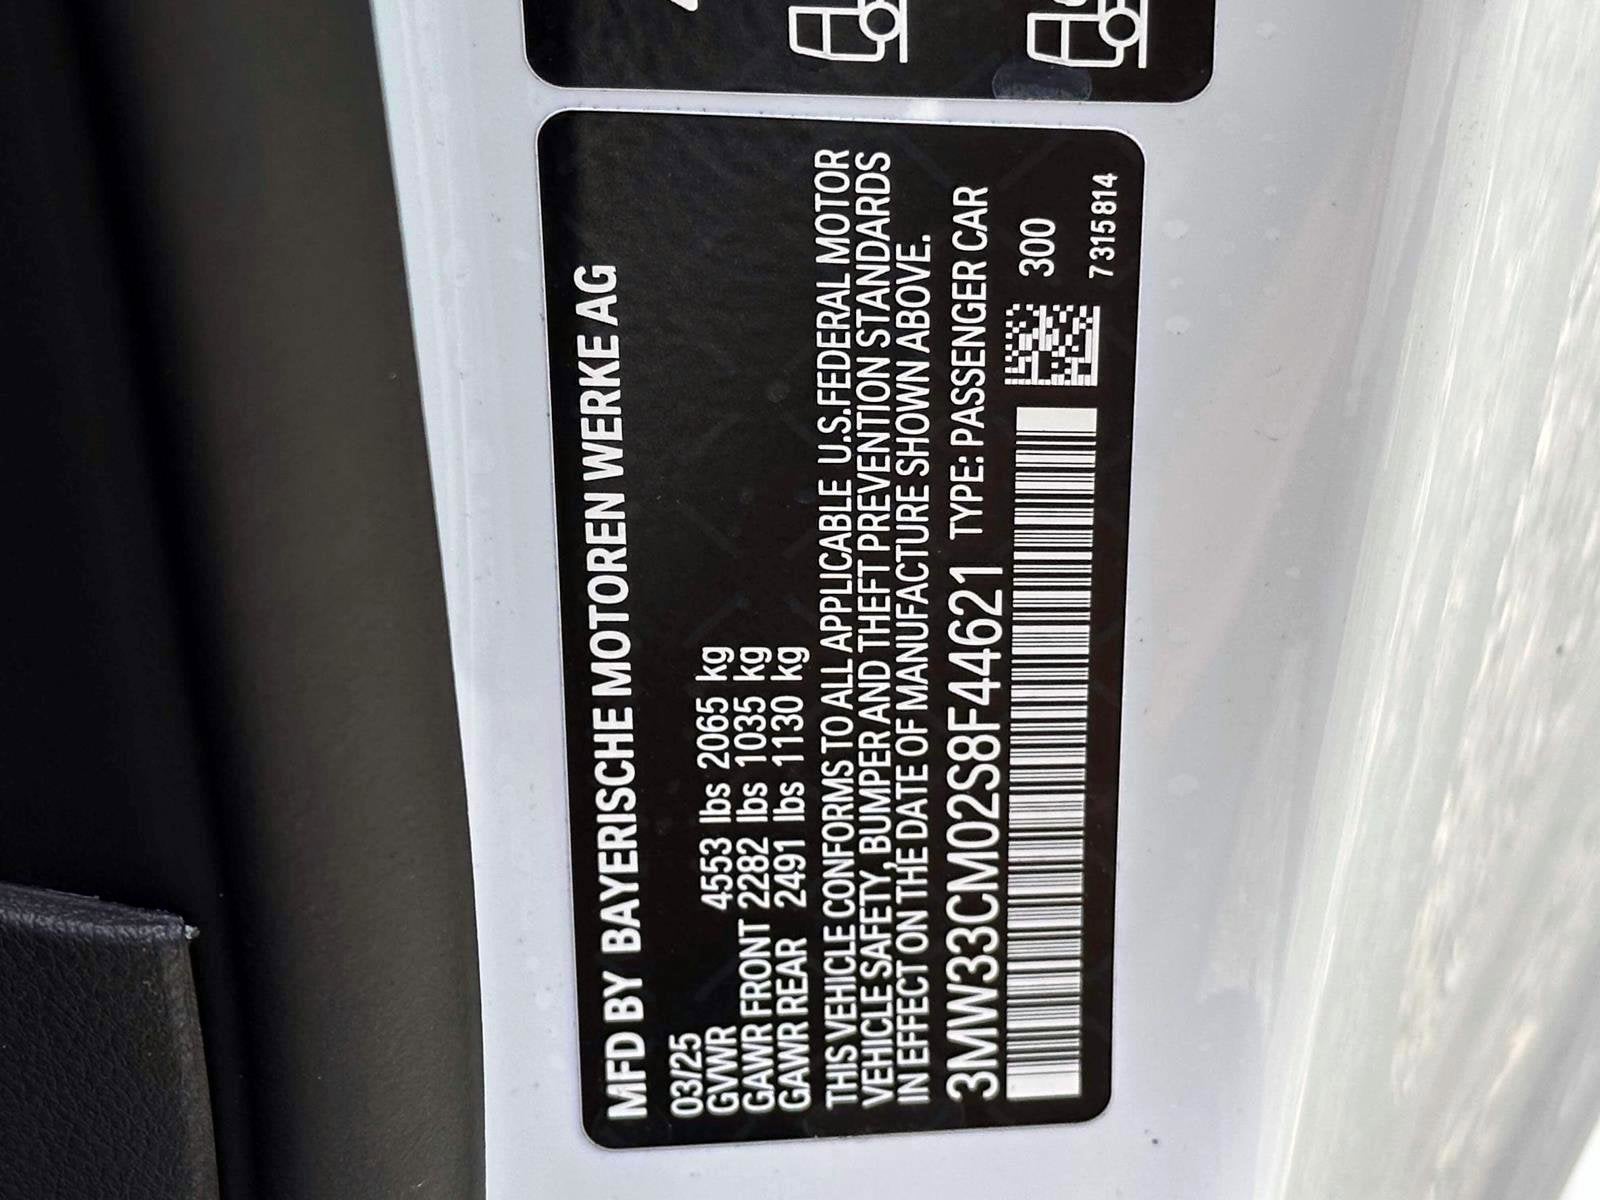 MFD BY BAYERISCHE MOTOREN WERKE AG
03/25
GVWR 4553 lbs 2065 kg
GAWR FRONT 2282 lbs 1035 kg
GAWR REAR 2491 lbs 1130 kg
THIS VEHICLE CONFORMS TO ALL APPLICABLE U.S.FEDERAL MOTOR
VEHICLE SAFETY, BUMPER AND THEFT PREVENTION STANDARDS
IN EFFECT ON THE DATE OF MANUFACTURE SHOWN ABOVE.
3MW33CM02S8F44621 TYPE: PASSENGER CAR
300
7315814